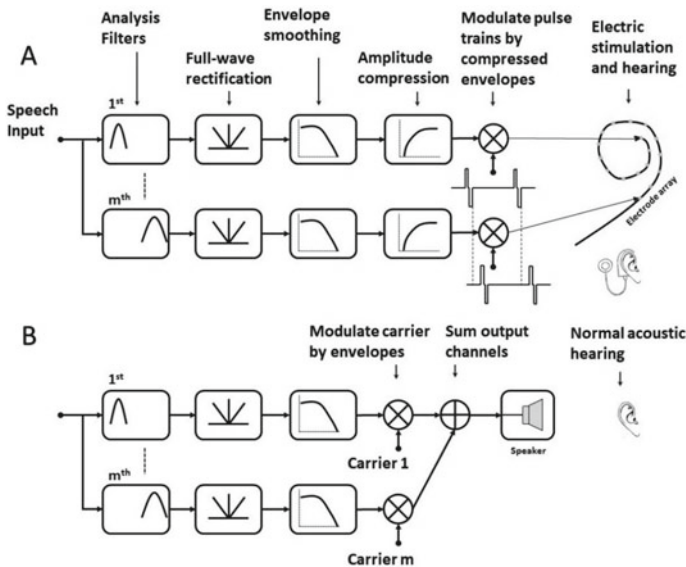 A
Analysis
Filters
Full-wave
rectification
Envelope
smoothing
Amplitude
compression
Modulate pulse
trains by
compressed
envelopes
Electric
stimulation
and hearing
Speech
Input
1st
mth
Electrode array
B
Modulate carrier
by envelopes
Sum output
channels
Normal acoustic
hearing
1st
Carrier 1
Speaker
mth
Carrier m